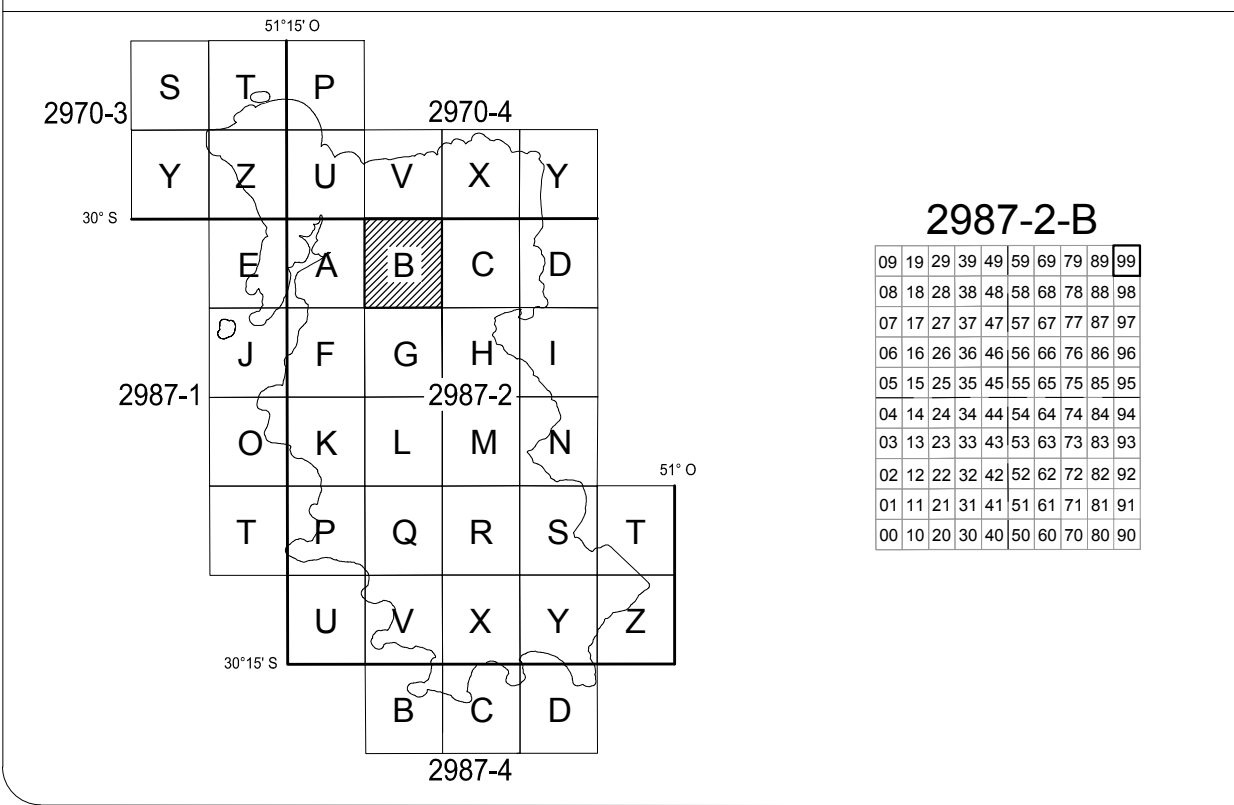 51°15' O
S T P
2970-3 2970-4
Y Z U V X Y
30° S
E A B C D
J F G H I
2987-1 2987-2
O K L M N
51° O
T P Q R S T
U V X Y Z
30°15' S
B C D
2987-4
2987-2-B
09 19 29 39 49 59 69 79 89 99
08 18 28 38 48 58 68 78 88 98
07 17 27 37 47 57 67 77 87 97
06 16 26 36 46 56 66 76 86 96
05 15 25 35 45 55 65 75 85 95
04 14 24 34 44 54 64 74 84 94
03 13 23 33 43 53 63 73 83 93
02 12 22 32 42 52 62 72 82 92
01 11 21 31 41 51 61 71 81 91
00 10 20 30 40 50 60 70 80 90